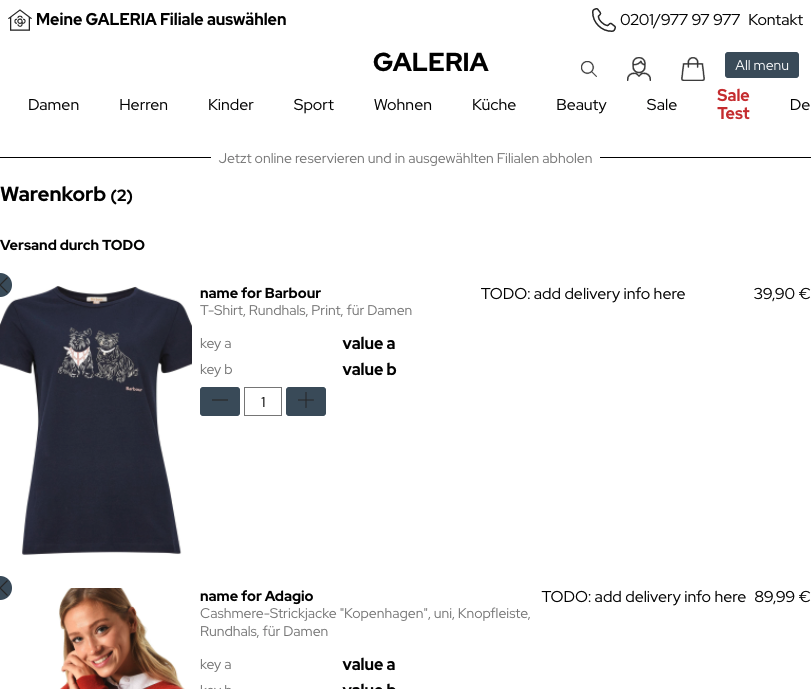 Meine GALERIA Filiale auswählen
0201/977 97 977 Kontakt
GALERIA
All menu
Damen Herren Kinder Sport Wohnen Küche Beauty Sale Sale Test De
Jetzt online reservieren und in ausgewählten Filialen abholen
Warenkorb (2)
Versand durch TODO
name for Barbour TODO: add delivery info here 39,90 €
T-Shirt, Rundhals, Print, für Damen
key a value a
key b value b
1
name for Adagio TODO: add delivery info here 89,99 €
Cashmere-Strickjacke "Kopenhagen", uni, Knopfleiste,
Rundhals, für Damen
key a value a
key b value b